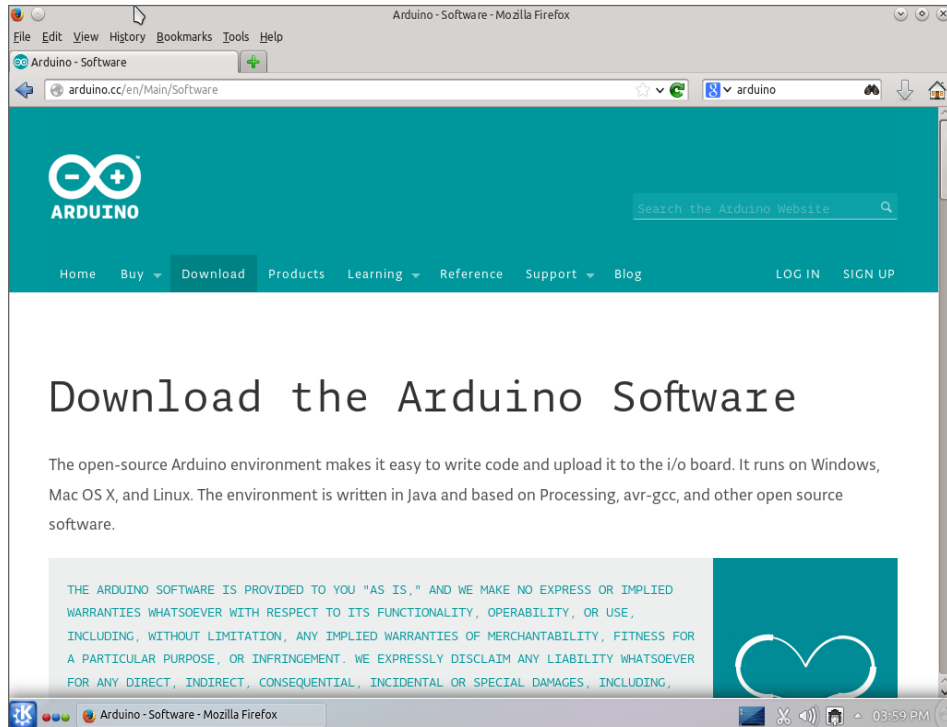 Arduino - Software - Mozilla Firefox
File Edit View History Bookmarks Tools Help
Arduino - Software
arduino.cc/en/Main/Software
arduino
ARDUINO
Search the Arduino Website
Home Buy Download Products Learning Reference Support Blog LOG IN SIGN UP
Download the Arduino Software
The open-source Arduino environment makes it easy to write code and upload it to the i/o board. It runs on Windows,
Mac OS X, and Linux. The environment is written in Java and based on Processing, avr-gcc, and other open source
software.
THE ARDUINO SOFTWARE IS PROVIDED TO YOU "AS IS," AND WE MAKE NO EXPRESS OR IMPLIED
WARRANTIES WHATSOEVER WITH RESPECT TO ITS FUNCTIONALITY, OPERABILITY, OR USE,
INCLUDING, WITHOUT LIMITATION, ANY IMPLIED WARRANTIES OF MERCHANTABILITY, FITNESS FOR
A PARTICULAR PURPOSE, OR INFRINGEMENT. WE EXPRESSLY DISCLAIM ANY LIABILITY WHATSOEVER
FOR ANY DIRECT, INDIRECT, CONSEQUENTIAL, INCIDENTAL OR SPECIAL DAMAGES, INCLUDING,
Arduino - Software - Mozilla Firefox
03:59 PM